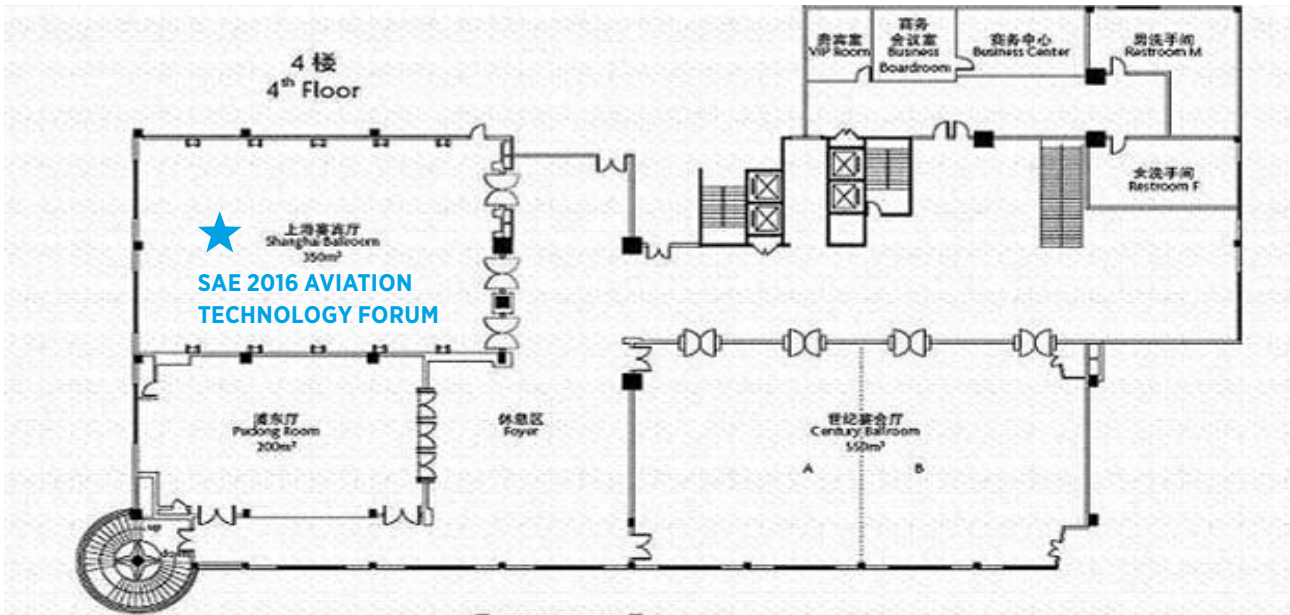 4 楼
4th Floor
贵宾室
VIP Room
商务
会议室
Business
Boardroom
商务中心
Business Center
男洗手间
Restroom M
女洗手间
Restroom F
上海宴宾厅
Shanghai Ballroom
350m²
SAE 2016 AVIATION
TECHNOLOGY FORUM
浦东厅
Pudong Room
200m²
休息区
Foyer
世纪宴会厅
Century Ballroom
550m²
A
B
up
down